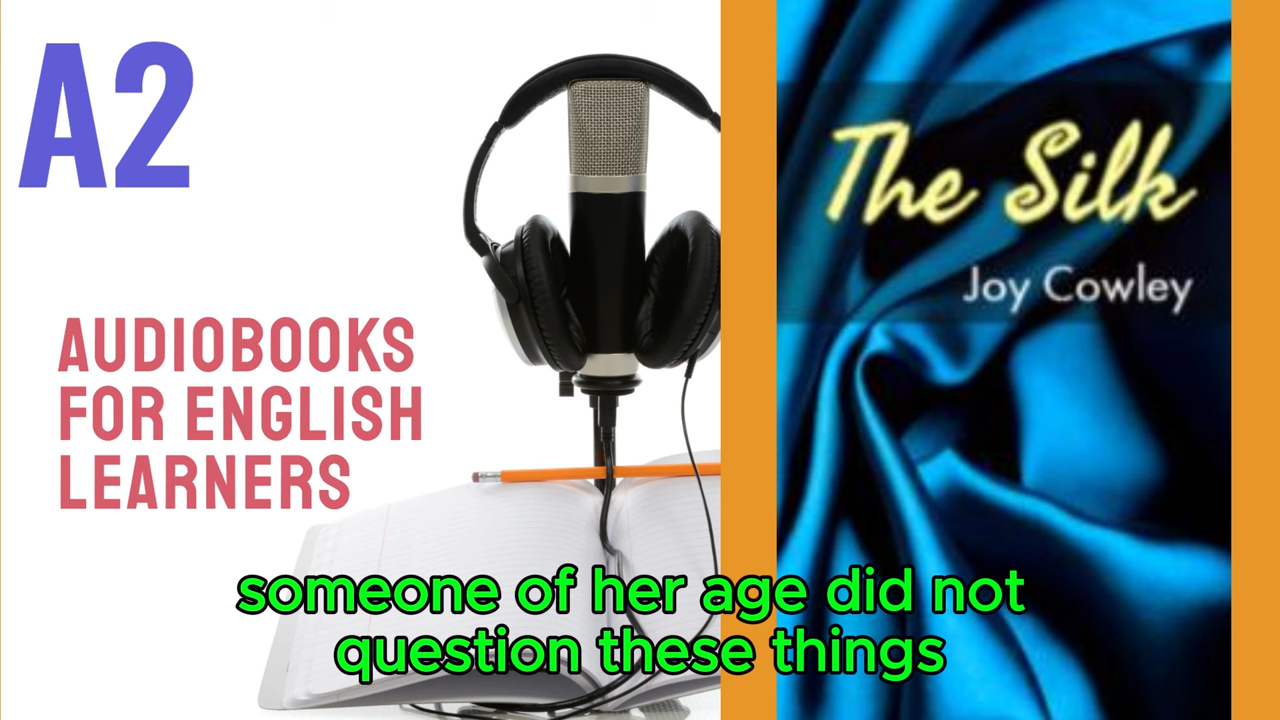 A2
AUDIOBOOKS
FOR ENGLISH
LEARNERS
The Silk
Joy Cowley
someone of her age did not
question these things